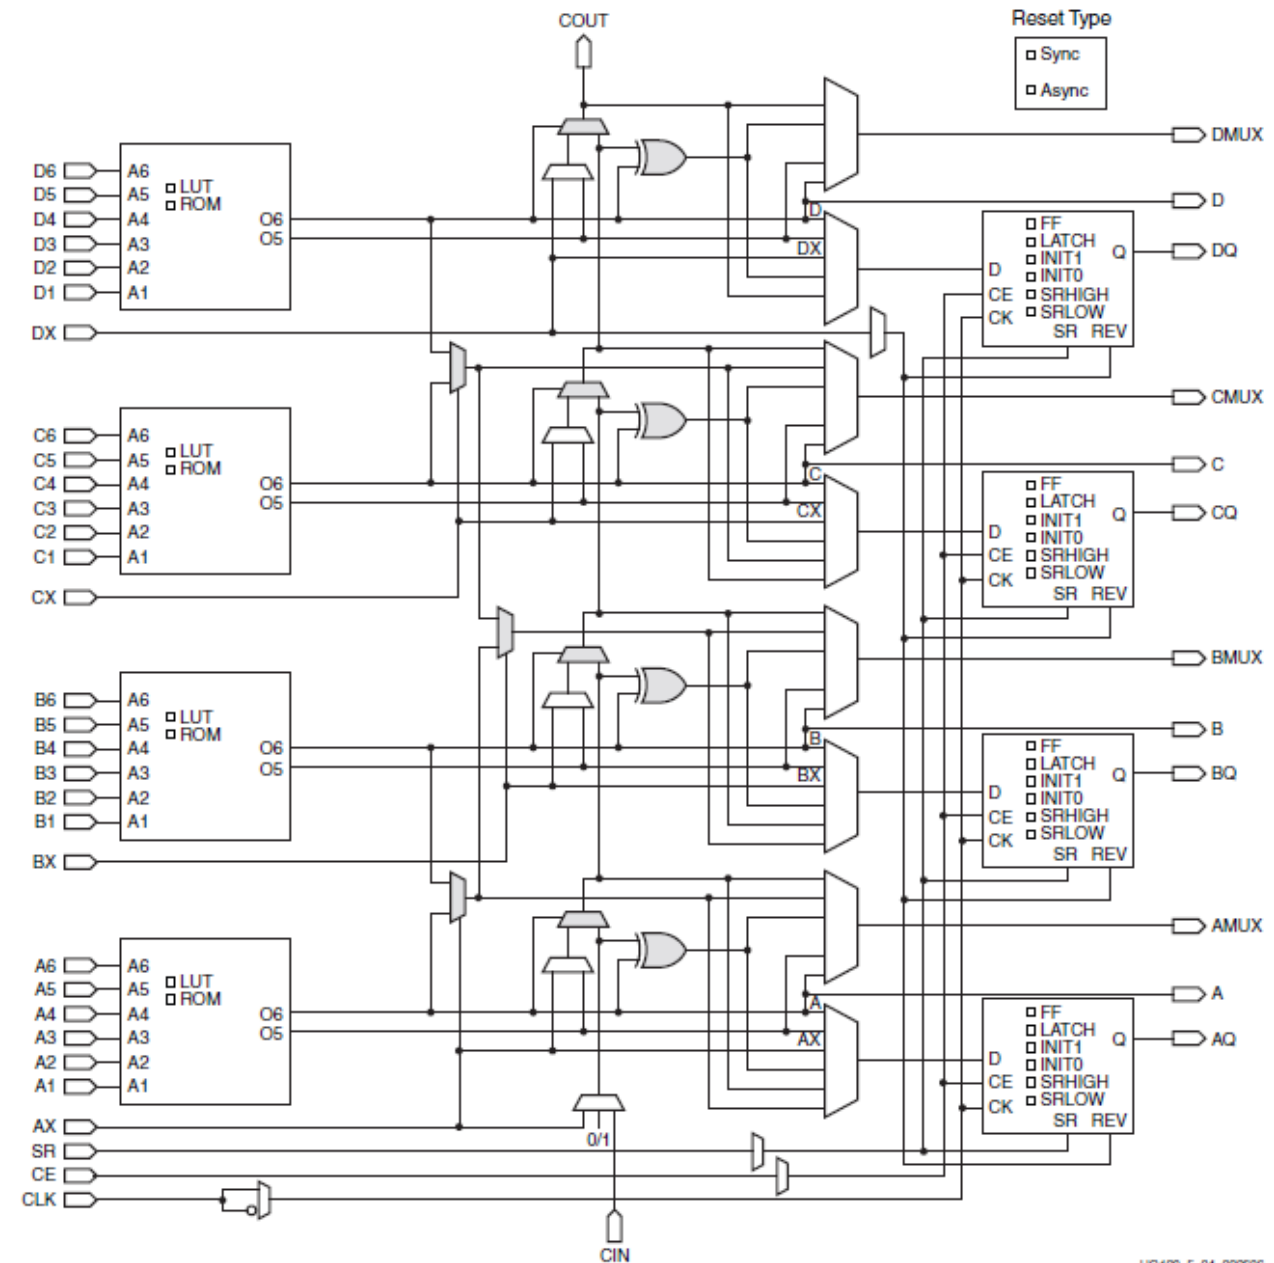 COUT
Reset Type
Sync
Async
DMUX
D6 A6
D5 A5 LUT
D4 A4 ROM O6
D3 A3 O5
D2 A2
D1 A1
D
D
DX
DX
FF
LATCH
INIT1 Q DQ
INIT0
D
CE SRHIGH
CK SRLOW
SR REV
CMUX
C6 A6
C5 A5 LUT
C4 A4 ROM O6
C3 A3 O5
C2 A2
C1 A1
C
C
CX
CX
FF
LATCH
INIT1 Q CQ
INIT0
D
CE SRHIGH
CK SRLOW
SR REV
BMUX
B6 A6
B5 A5 LUT
B4 A4 ROM O6
B3 A3 O5
B2 A2
B1 A1
B
B
BX
BX
FF
LATCH
INIT1 Q BQ
INIT0
D
CE SRHIGH
CK SRLOW
SR REV
AMUX
A6 A6
A5 A5 LUT
A4 A4 ROM O6
A3 A3 O5
A2 A2
A1 A1
A
A
AX
AX
FF
LATCH
INIT1 Q AQ
INIT0
D
CE SRHIGH
CK SRLOW
SR REV
0/1
SR
CE
CLK
CIN